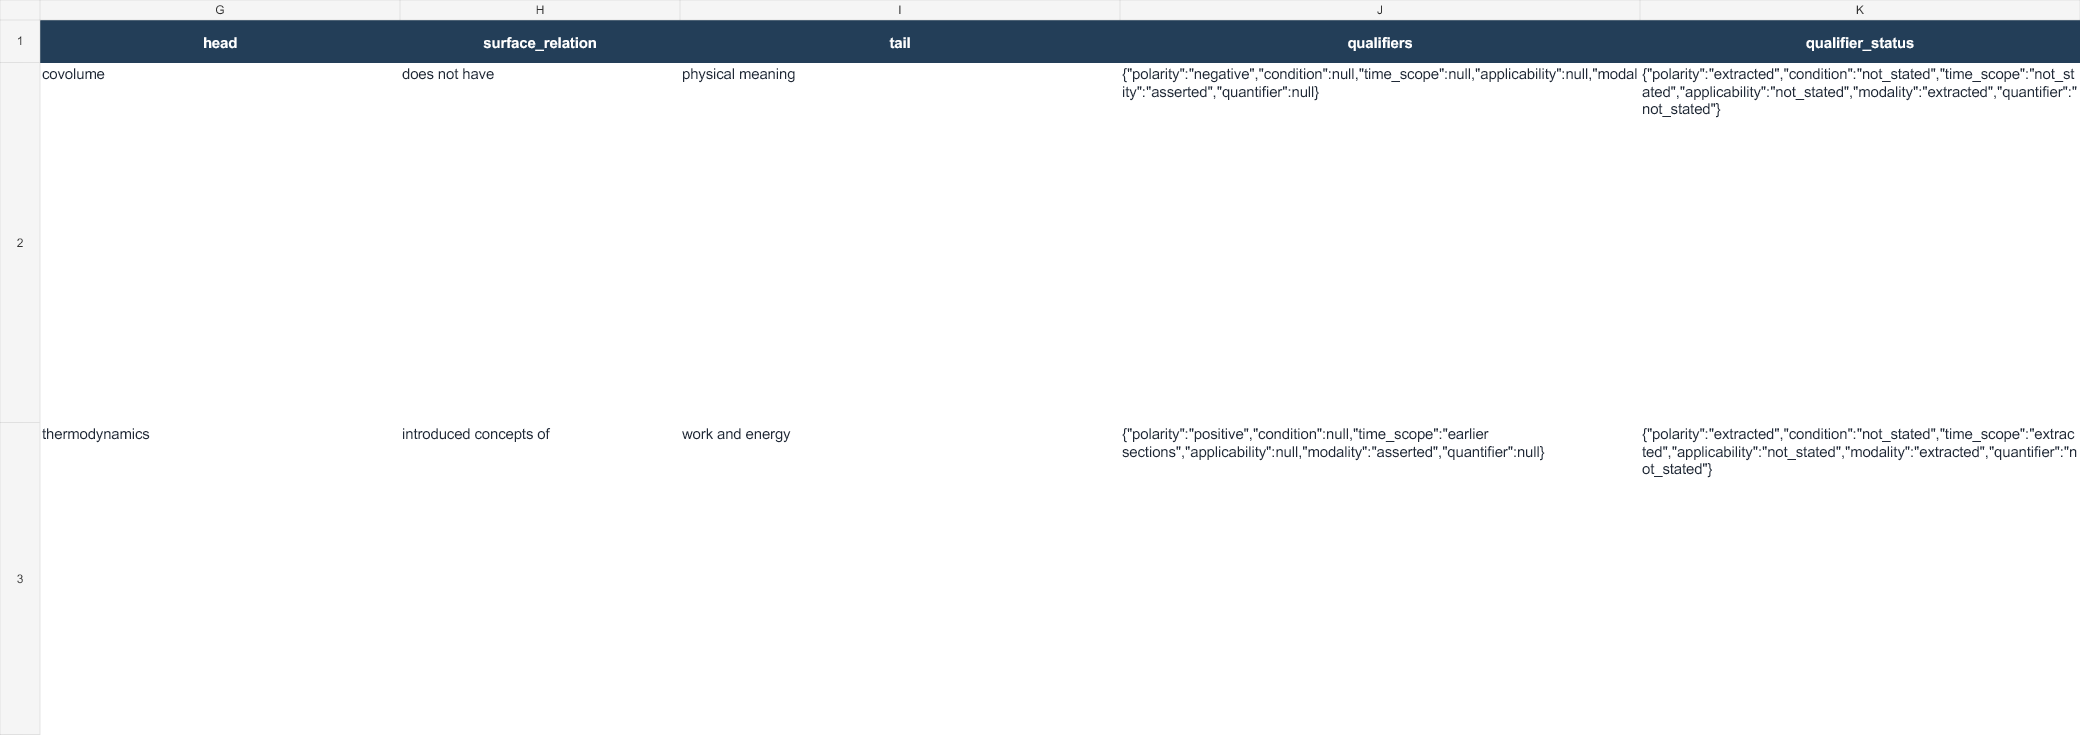 G H I J K
1 head surface_relation tail qualifiers qualifier_status
covolume does not have physical meaning {"polarity":"negative","condition":null,"time_scope":null,"applicability":null,"modal {"polarity":"extracted","condition":"not_stated","time_scope":"not_st
ity":"asserted","quantifier":null} ated","applicability":"not_stated","modality":"extracted","quantifier":"
not_stated"}
2
thermodynamics introduced concepts of work and energy {"polarity":"positive","condition":null,"time_scope":"earlier {"polarity":"extracted","condition":"not_stated","time_scope":"extrac
sections","applicability":null,"modality":"asserted","quantifier":null} ted","applicability":"not_stated","modality":"extracted","quantifier":"n
ot_stated"}
3